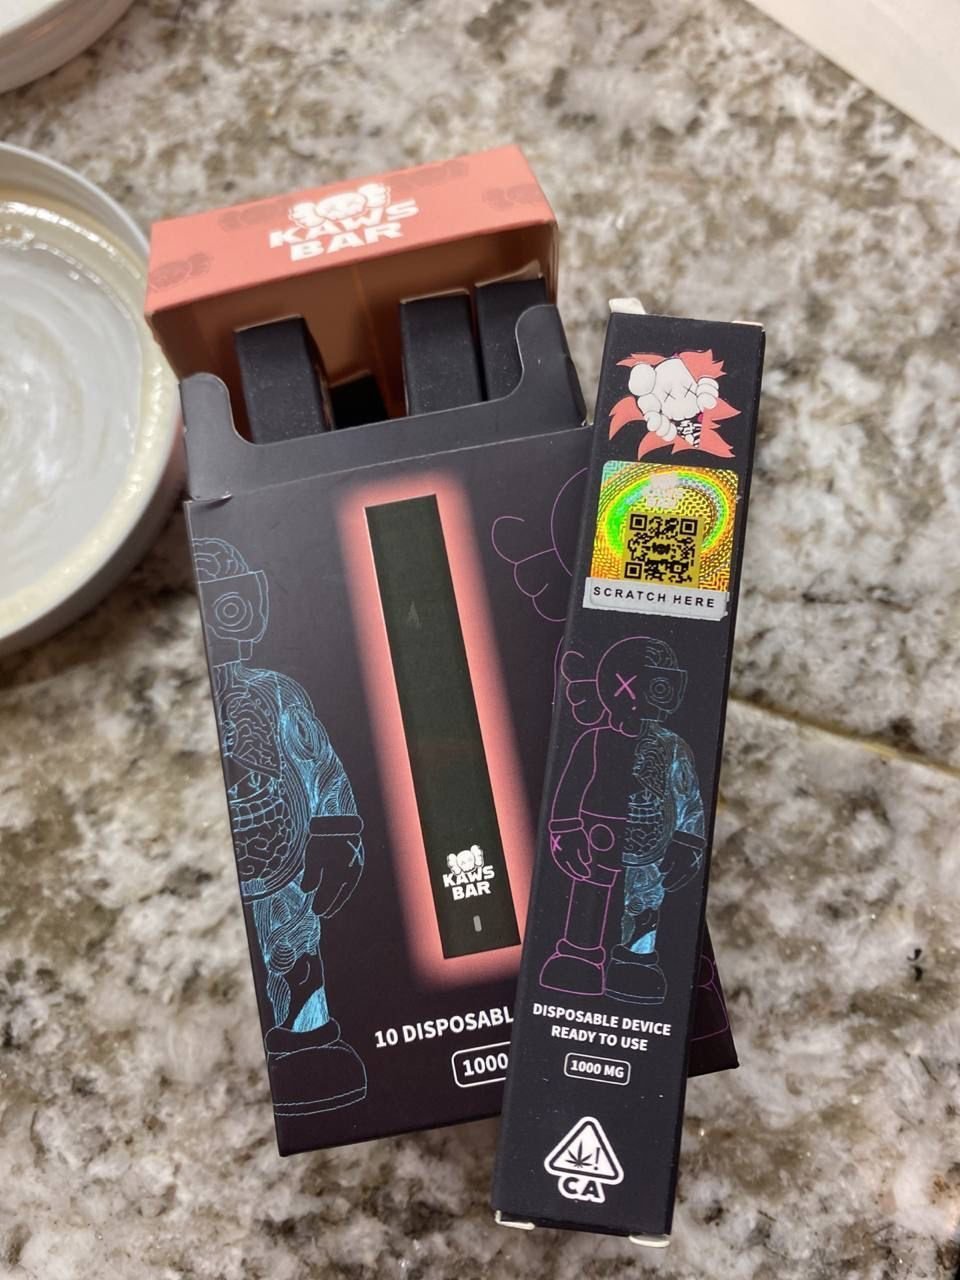 KAWS
BAR
SCRATCH HERE
KAWS
BAR
10 DISPOSABL
1000
DISPOSABLE DEVICE
READY TO USE
1000 MG
CA